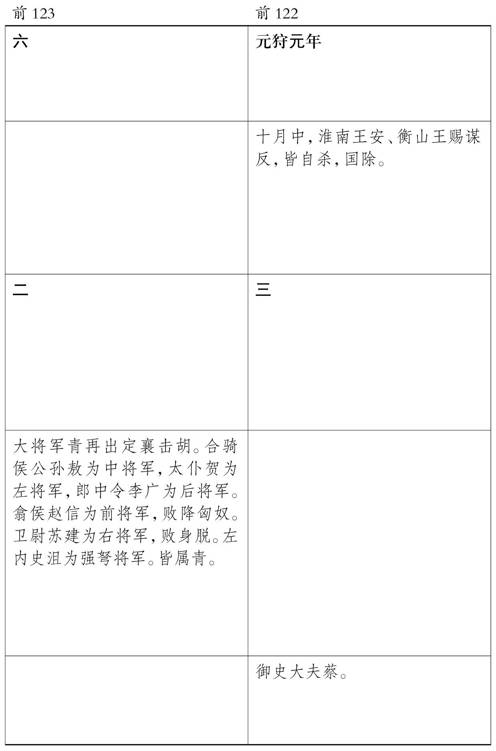 前 123
前 122
六
元狩元年
十月中，淮南王安、衡山王赐谋
反，皆自杀，国除。
二
三
大将军青再出定襄击胡。合骑
侯公孙敖为中将军，太仆贺为
左将军，郎中令李广为后将军。
翕侯赵信为前将军，败降匈奴。
卫尉苏建为右将军，败身脱。左
内史沮为强弩将军。皆属青。
御史大夫蔡。